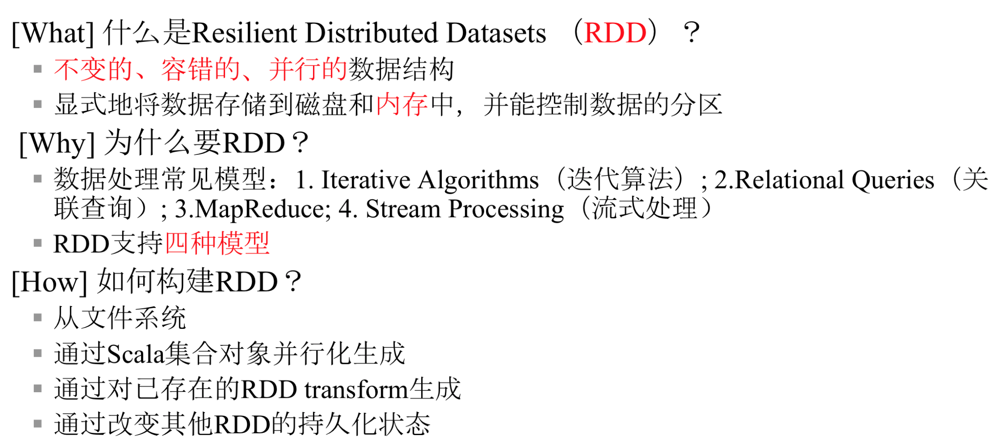 [What] 什么是Resilient Distributed Datasets （RDD） ？
不变的、容错的、并行的数据结构
显式地将数据存储到磁盘和内存中，并能控制数据的分区
[Why] 为什么要RDD？
数据处理常见模型：1. Iterative Algorithms（迭代算法）; 2.Relational Queries（关
联查询）; 3.MapReduce; 4. Stream Processing（流式处理）
RDD支持四种模型
[How] 如何构建RDD？
从文件系统
通过Scala集合对象并行化生成
通过对已存在的RDD transform生成
通过改变其他RDD的持久化状态